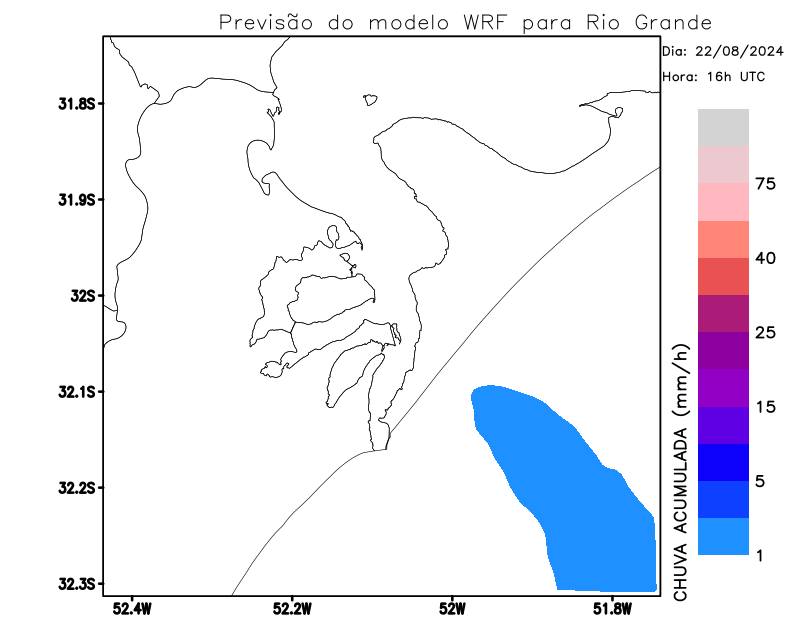 Previsão do modelo WRF para Rio Grande
Dia: 22/08/2024
Hora: 16h UTC
31.8S
31.9S
32S
32.1S
32.2S
32.3S
52.4W
52.2W
52W
51.8W
75
40
25
15
5
1
CHUVA ACUMULADA (mm/h)